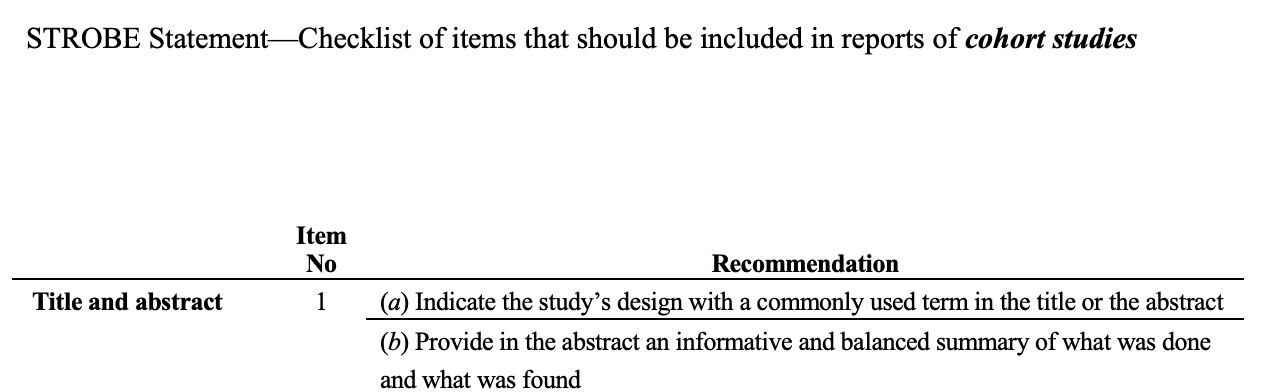 STROBE Statement—Checklist of items that should be included in reports of cohort studies
Item
No
Recommendation
Title and abstract 1 (a) Indicate the study’s design with a commonly used term in the title or the abstract
(b) Provide in the abstract an informative and balanced summary of what was done
and what was found